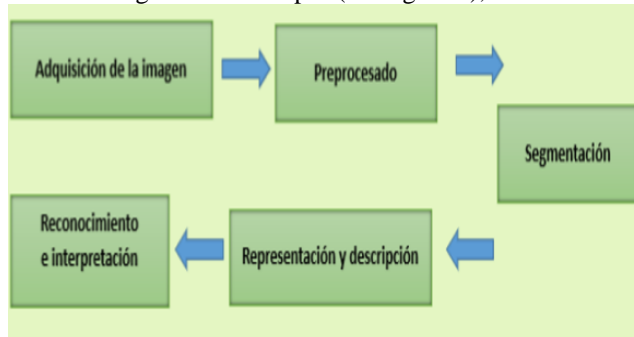 Adquisición de la imagen
Preprocesado
Segmentación
Representación y descripción
Reconocimiento
e interpretación